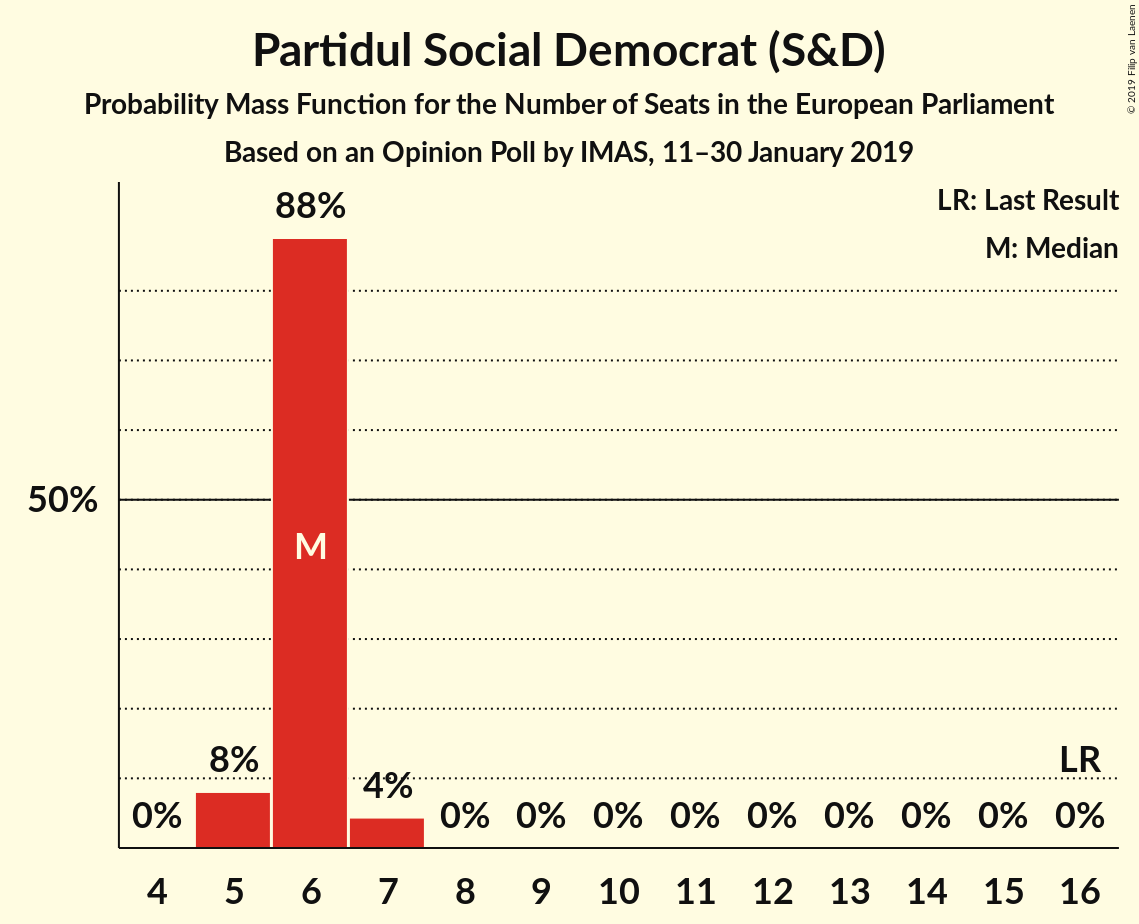 Partidul Social Democrat (S&D)
Probability Mass Function for the Number of Seats in the European Parliament
Based on an Opinion Poll by IMAS, 11–30 January 2019
© 2019 Filip van Laenen
LR: Last Result
M: Median
88%
50%
M
8%
4%
LR
0% 0% 0% 0% 0% 0% 0% 0% 0% 0%
4 5 6 7 8 9 10 11 12 13 14 15 16